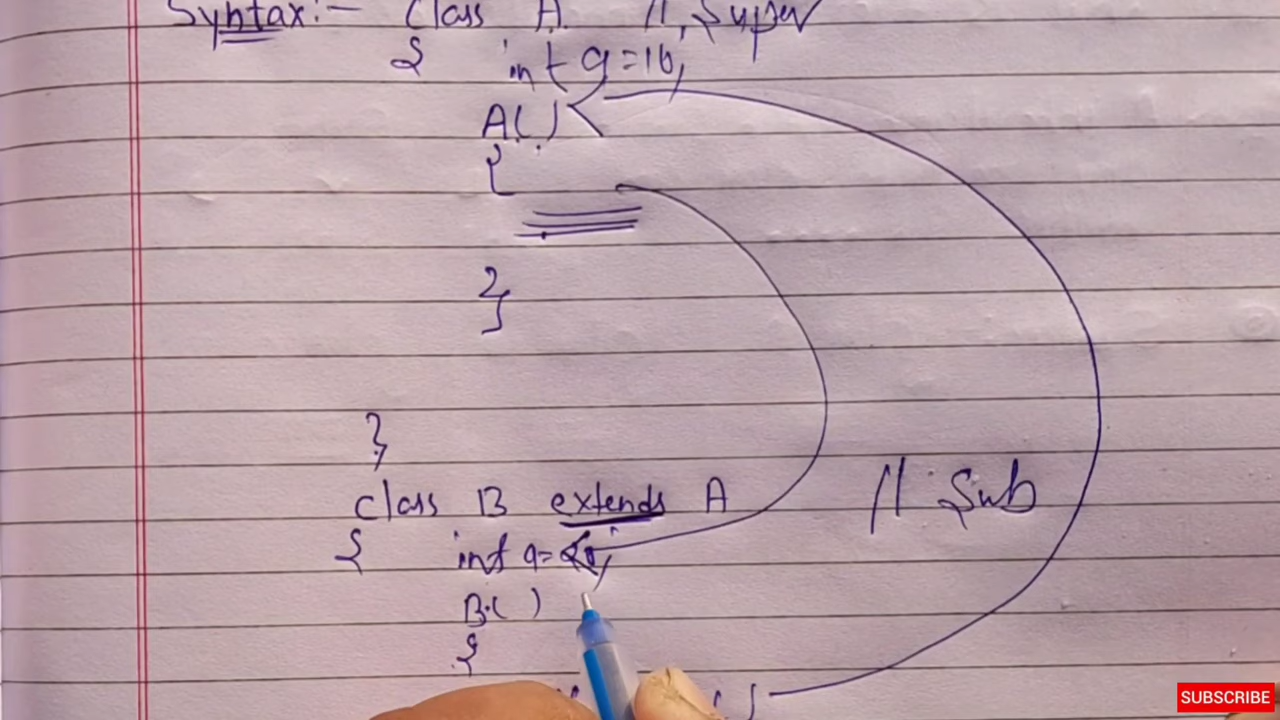 Syntax:- Class A // Super
{ int a=10;
A( )
{
}
}
class B extends A // Sub
{ int a=20;
B( )
{
( )
SUBSCRIBE